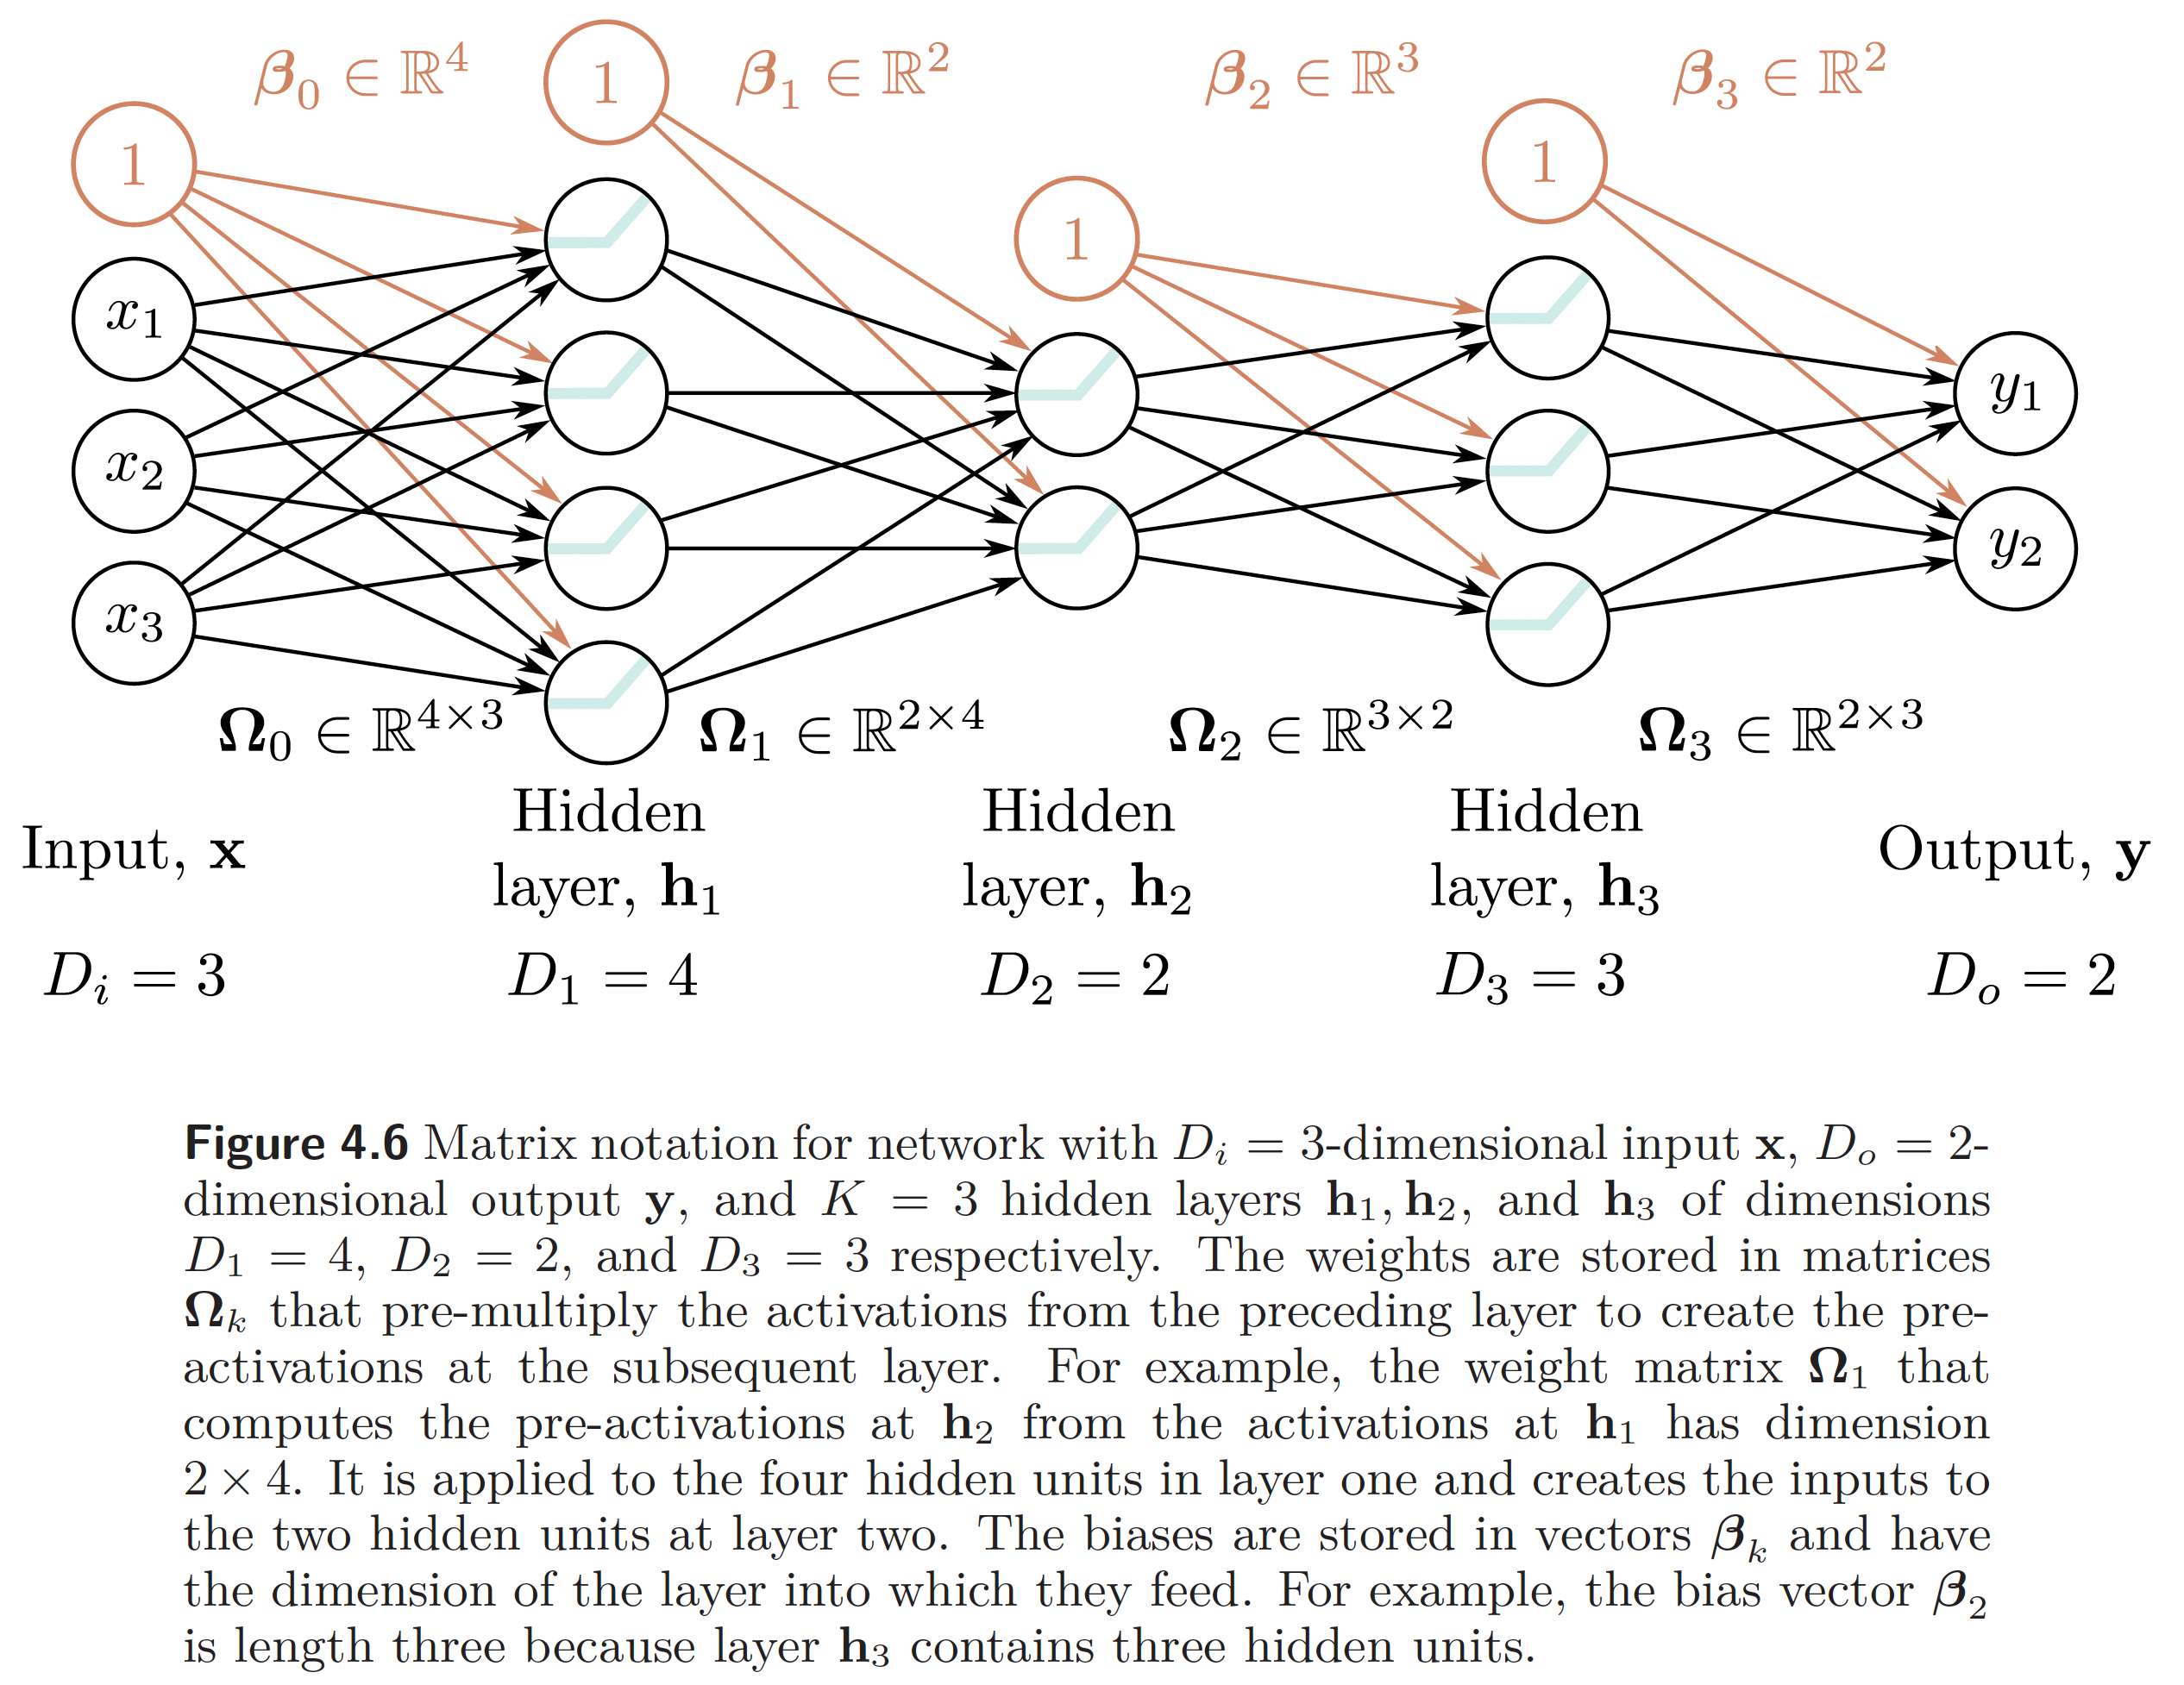 β₀ ∈ ℝ⁴
1
β₁ ∈ ℝ²
β₂ ∈ ℝ³
β₃ ∈ ℝ²
1
1
1
x₁
x₂
x₃
y₁
y₂
Ω₀ ∈ ℝ⁴ˣ³
Ω₁ ∈ ℝ²ˣ⁴
Ω₂ ∈ ℝ³ˣ²
Ω₃ ∈ ℝ²ˣ³
Input, x
Hidden
layer, h₁
Hidden
layer, h₂
Hidden
layer, h₃
Output, y
Dᵢ = 3
D₁ = 4
D₂ = 2
D₃ = 3
Dₒ = 2
Figure 4.6 Matrix notation for network with Dᵢ = 3-dimensional input x, Dₒ = 2-
dimensional output y, and K = 3 hidden layers h₁, h₂, and h₃ of dimensions
D₁ = 4, D₂ = 2, and D₃ = 3 respectively. The weights are stored in matrices
Ωₖ that pre-multiply the activations from the preceding layer to create the pre-
activations at the subsequent layer. For example, the weight matrix Ω₁ that
computes the pre-activations at h₂ from the activations at h₁ has dimension
2 × 4. It is applied to the four hidden units in layer one and creates the inputs to
the two hidden units at layer two. The biases are stored in vectors βₖ and have
the dimension of the layer into which they feed. For example, the bias vector β₂
is length three because layer h₃ contains three hidden units.